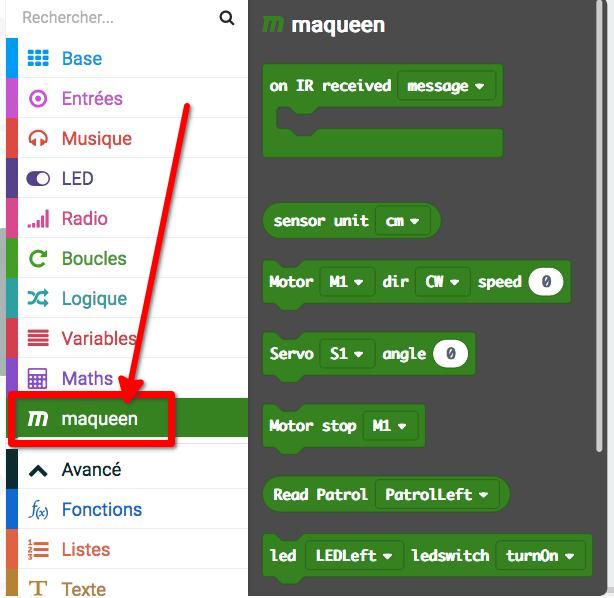 Rechercher...
Base
Entrées
Musique
LED
Radio
Boucles
Logique
Variables
Maths
maqueen
Avancé
Fonctions
Listes
Texte
maqueen
on IR received message
sensor unit cm
Motor M1 dir CW speed 0
Servo S1 angle 0
Motor stop M1
Read Patrol PatrolLeft
led LEDLeft ledswitch turnOn